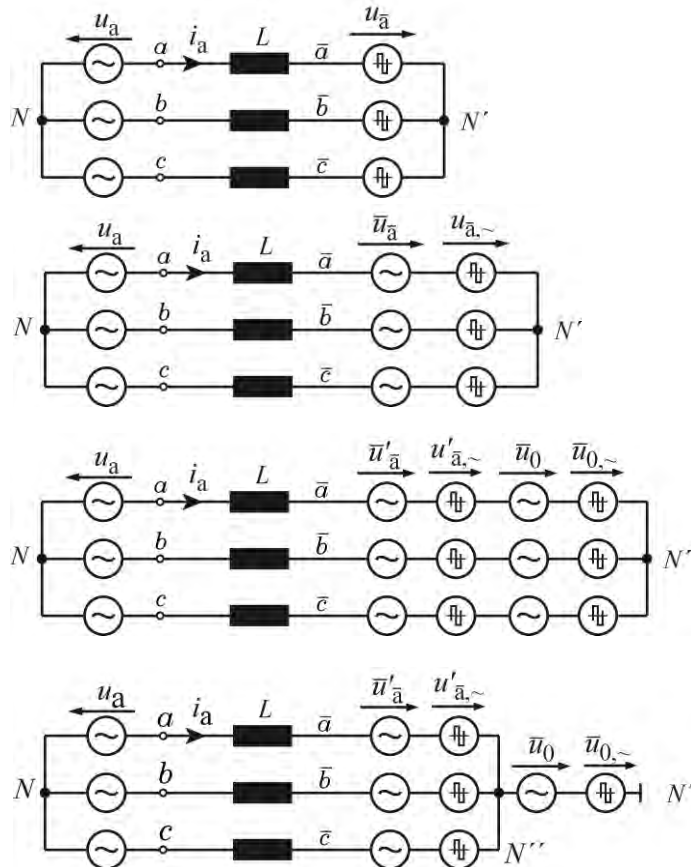 u_a i_a L u_ā
a ā
N b b̄ N′
c c̄
u_a i_a L ū_ā u_ā,~
a ā
N b b̄ N′
c c̄
u_a i_a L ū′_ā u′_ā,~ ū_0 ū_0,~
a ā
N b b̄ N′
c c̄
u_a i_a L ū′_ā u′_ā,~
a ā ū_0 ū_0,~
N b b̄ N′
c c̄ N′′